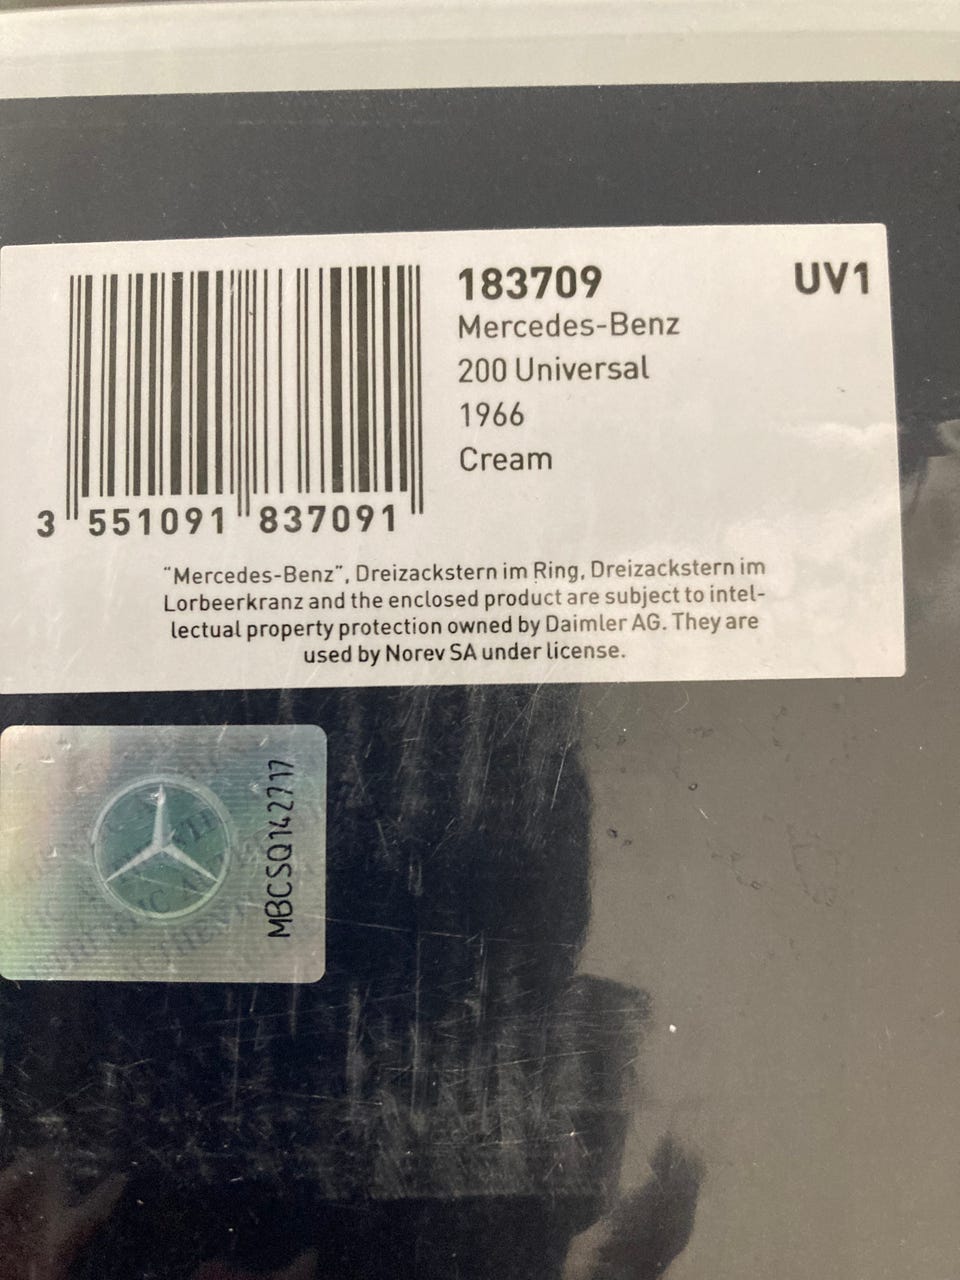 183709 UV1
Mercedes-Benz
200 Universal
1966
Cream
3 551091 837091
"Mercedes-Benz", Dreizackstern im Ring, Dreizackstern im
Lorbeerkranz and the enclosed product are subject to intel-
lectual property protection owned by Daimler AG. They are
used by Norev SA under license.
MBCSQ142717